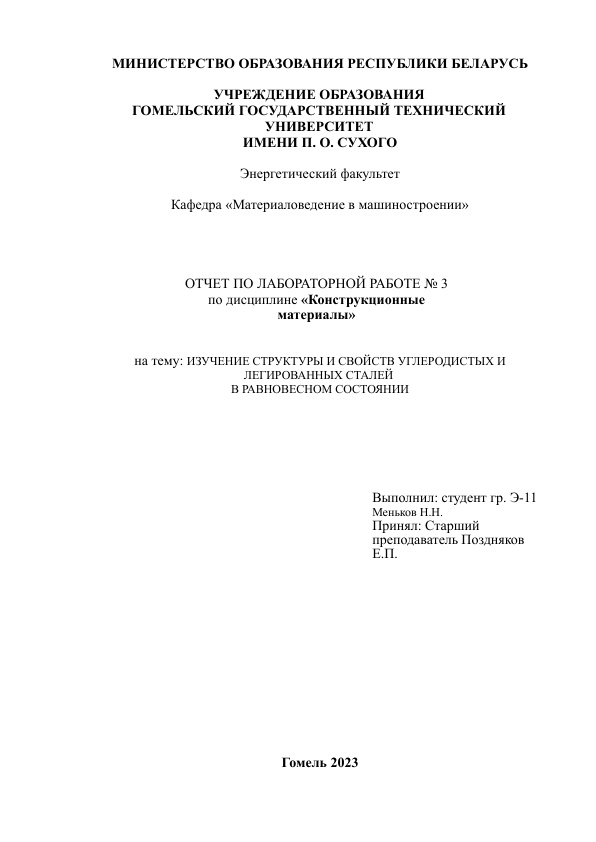 МИНИСТЕРСТВО ОБРАЗОВАНИЯ РЕСПУБЛИКИ БЕЛАРУСЬ
УЧРЕЖДЕНИЕ ОБРАЗОВАНИЯ
ГОМЕЛЬСКИЙ ГОСУДАРСТВЕННЫЙ ТЕХНИЧЕСКИЙ
УНИВЕРСИТЕТ
ИМЕНИ П. О. СУХОГО
Энергетический факультет
Кафедра «Материаловедение в машиностроении»
ОТЧЕТ ПО ЛАБОРАТОРНОЙ РАБОТЕ № 3
по дисциплине «Конструкционные
материалы»
на тему: ИЗУЧЕНИЕ СТРУКТУРЫ И СВОЙСТВ УГЛЕРОДИСТЫХ И
ЛЕГИРОВАННЫХ СТАЛЕЙ
В РАВНОВЕСНОМ СОСТОЯНИИ
Выполнил: студент гр. Э-11
Меньков Н.Н.
Принял: Старший
преподаватель Поздняков
Е.П.
Гомель 2023